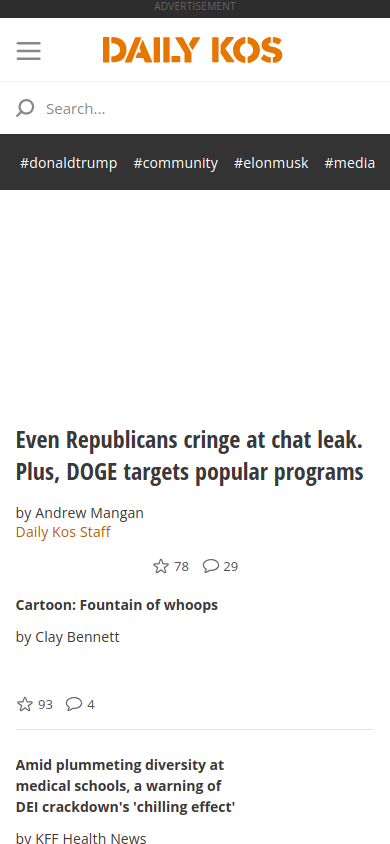 ADVERTISEMENT
DAILY KOS
Search...
#donaldtrump #community #elonmusk #media
Even Republicans cringe at chat leak.
Plus, DOGE targets popular programs
by Andrew Mangan
Daily Kos Staff
78 29
Cartoon: Fountain of whoops
by Clay Bennett
93 4
Amid plummeting diversity at
medical schools, a warning of
DEI crackdown's 'chilling effect'
by KFF Health News